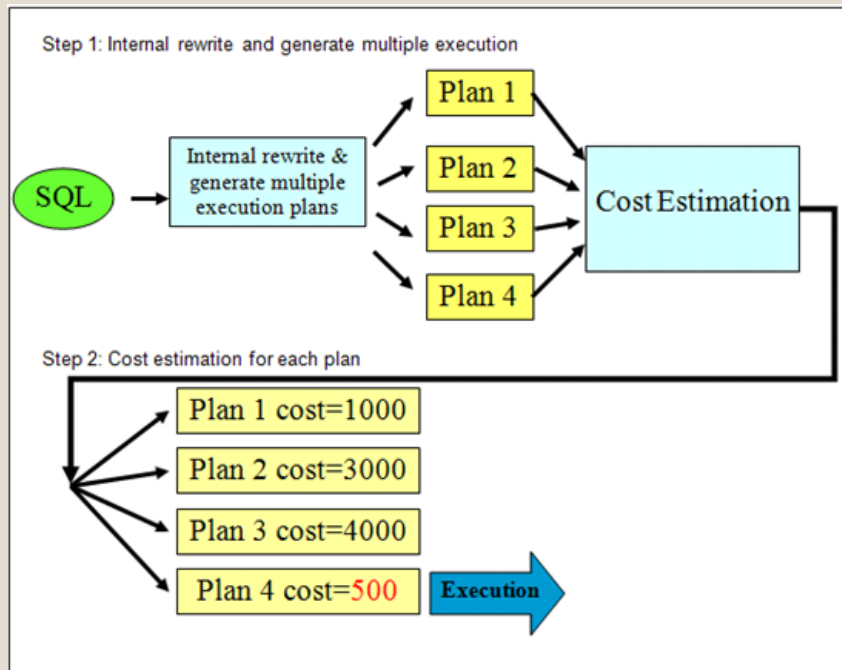 Step 1: Internal rewrite and generate multiple execution
SQL
Internal rewrite &
generate multiple
execution plans
Plan 1
Plan 2
Plan 3
Plan 4
Cost Estimation
Step 2: Cost estimation for each plan
Plan 1 cost=1000
Plan 2 cost=3000
Plan 3 cost=4000
Plan 4 cost=500
Execution